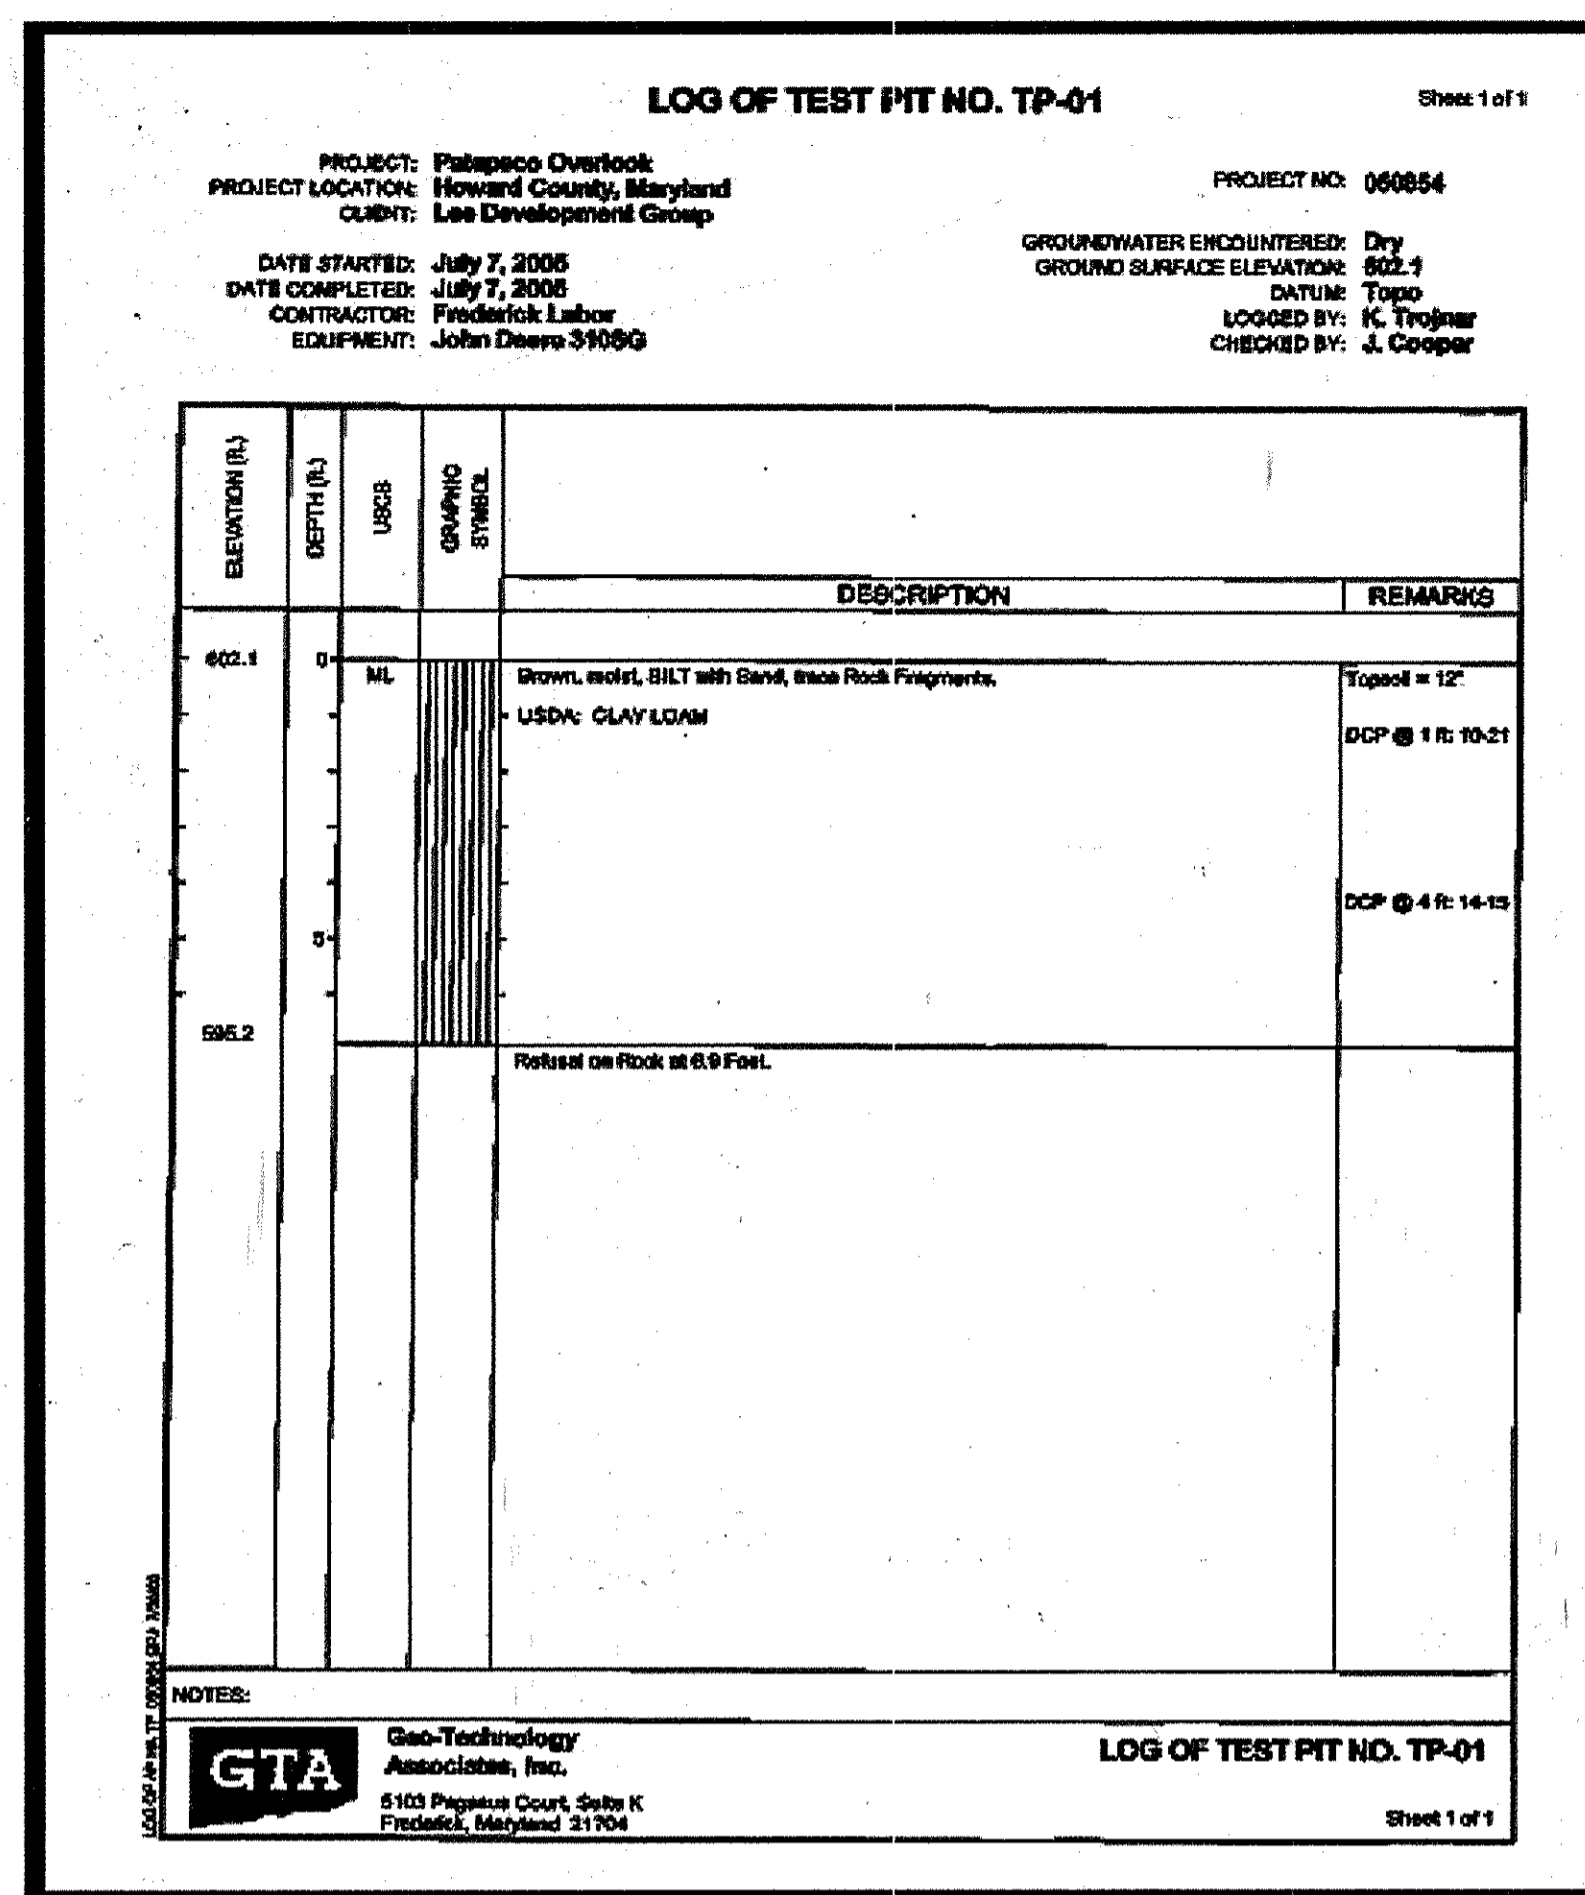 LOG OF TEST PIT NO. TP-01
Sheet 1 of 1
PROJECT: Patapsco Overlook
PROJECT LOCATION: Howard County, Maryland
CLIENT: Lee Development Group
PROJECT NO:
DATE STARTED: July 7,
DATE COMPLETED: July 7,
CONTRACTOR: Frederick Labor
EQUIPMENT: John Deere
GROUNDWATER ENCOUNTERED: Dry
GROUND SURFACE ELEVATION: 602.1
DATUM: Topo
LOGGED BY: K. Trojnar
CHECKED BY: J. Cooper
ELEVATION (ft.)
DEPTH (ft.)
USCS
GRAPHIC SYMBOL
DESCRIPTION
REMARKS
602.1
0
ML
Brown, moist, SILT with Sand, trace Rock Fragments.
Topsoil = 12"
USDA: CLAY LOAM
DCP @ 1 ft: 10-21
DCP @ 4 ft: 14-15
5
595.2
Refusal on Rock at 6.9 Feet.
NOTES:
GTA
Geo-Technology
Associates, Inc.
5103 Pegasus Court, Suite K
Frederick, Maryland 21704
LOG OF TEST PIT NO. TP-01
Sheet 1 of 1